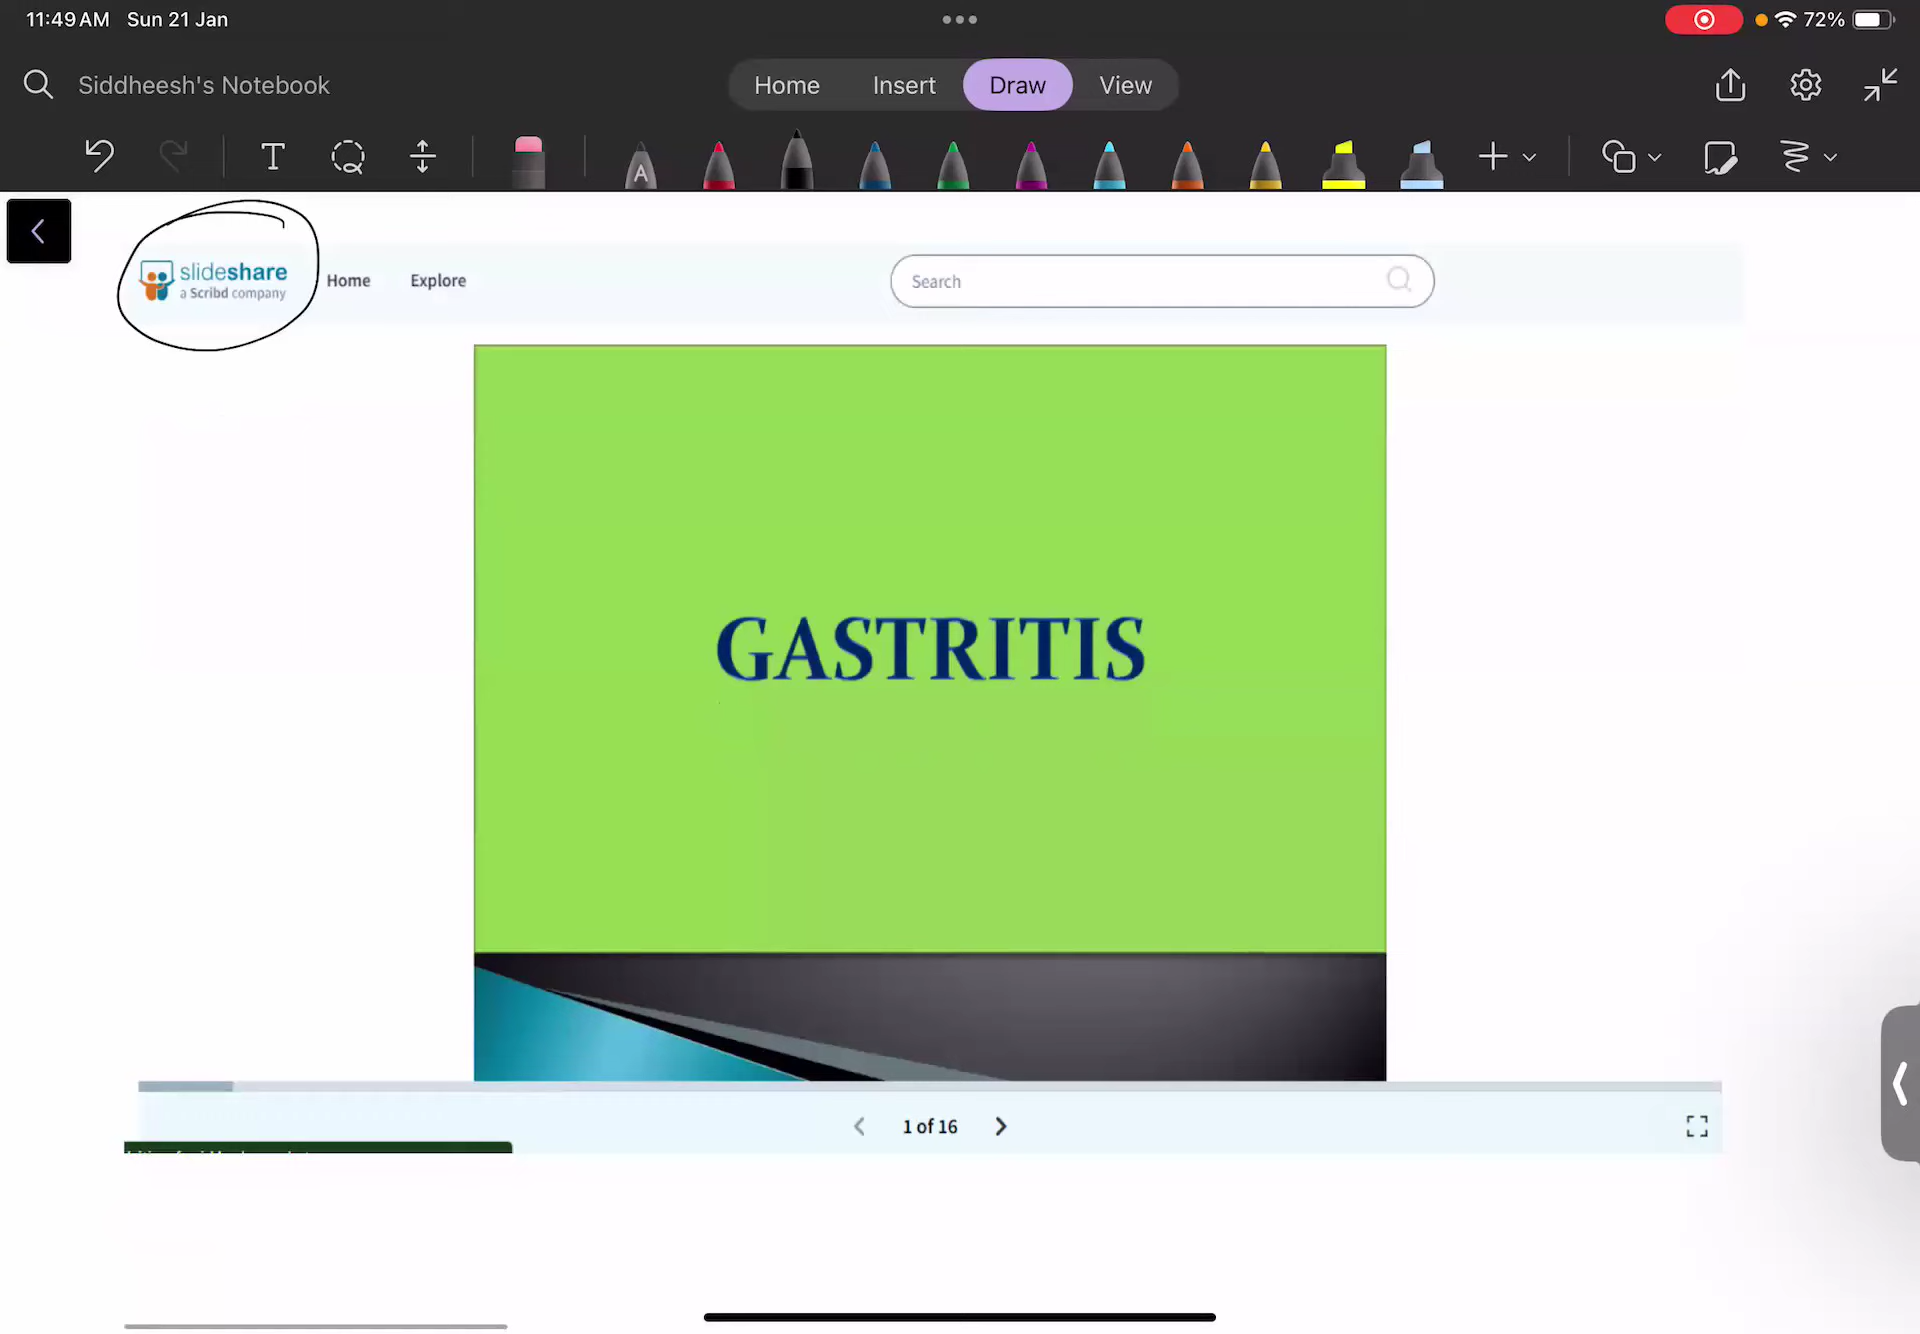 11:49 AM Sun 21 Jan
72%
Siddheesh's Notebook
Home Insert Draw View
T
A
slideshare
a Scribd company
Home Explore
Search
GASTRITIS
1 of 16